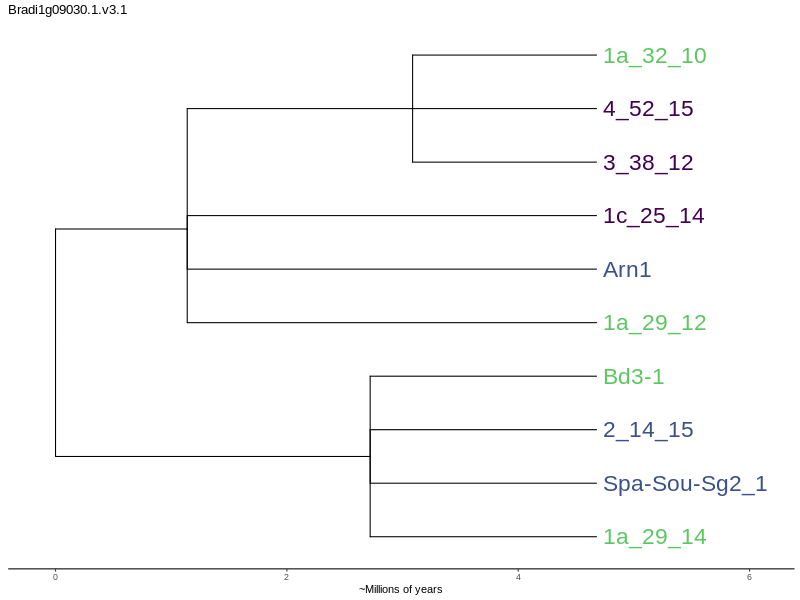 Bradi1g09030.1.v3.1
1a_32_10
4_52_15
3_38_12
1c_25_14
Arn1
1a_29_12
Bd3-1
2_14_15
Spa-Sou-Sg2_1
1a_29_14
0 2 4 6
~Millions of years